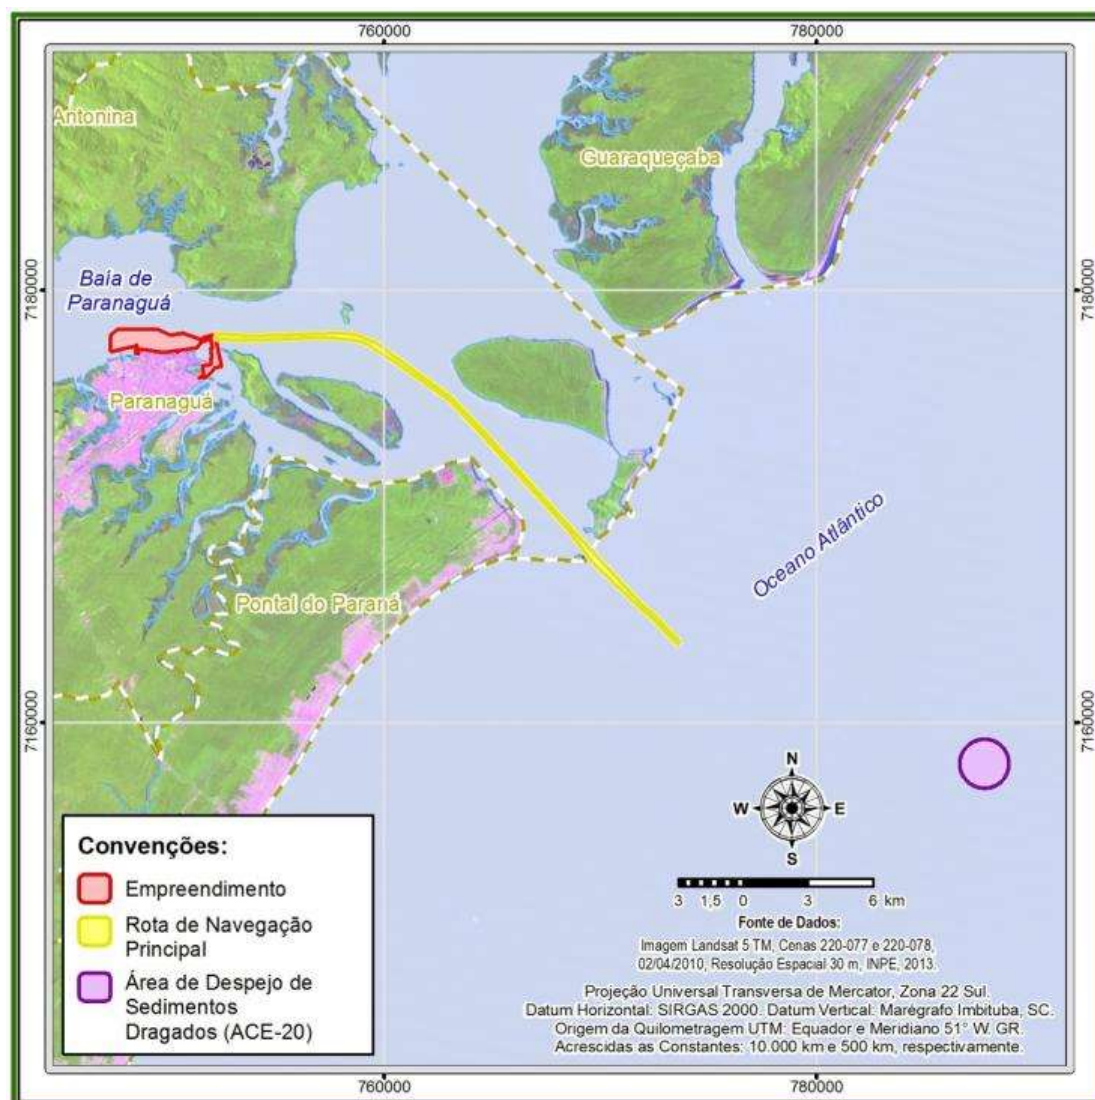 760000
780000
Antonina
Guaraqueçaba
7180000
Baía de
Paranaguá
7180000
Paranaguá
Oceano Atlântico
Pontal do Paraná
7160000
7160000
N
W
E
S
Convenções:
Empreendimento
Rota de Navegação
Principal
Área de Despejo de
Sedimentos
Dragados (ACE-20)
3 1,5 0 3 6 km
Fonte de Dados:
Imagem Landsat 5 TM, Cenas 220-077 e 220-078,
02/04/2010, Resolução Espacial 30 m, INPE, 2013.
Projeção Universal Transversa de Mercator, Zona 22 Sul.
Datum Horizontal: SIRGAS 2000. Datum Vertical: Marégrafo Imbituba, SC.
Origem da Quilometragem UTM: Equador e Meridiano 51° W. GR.
Acrescidas as Constantes: 10.000 km e 500 km, respectivamente.
760000
780000